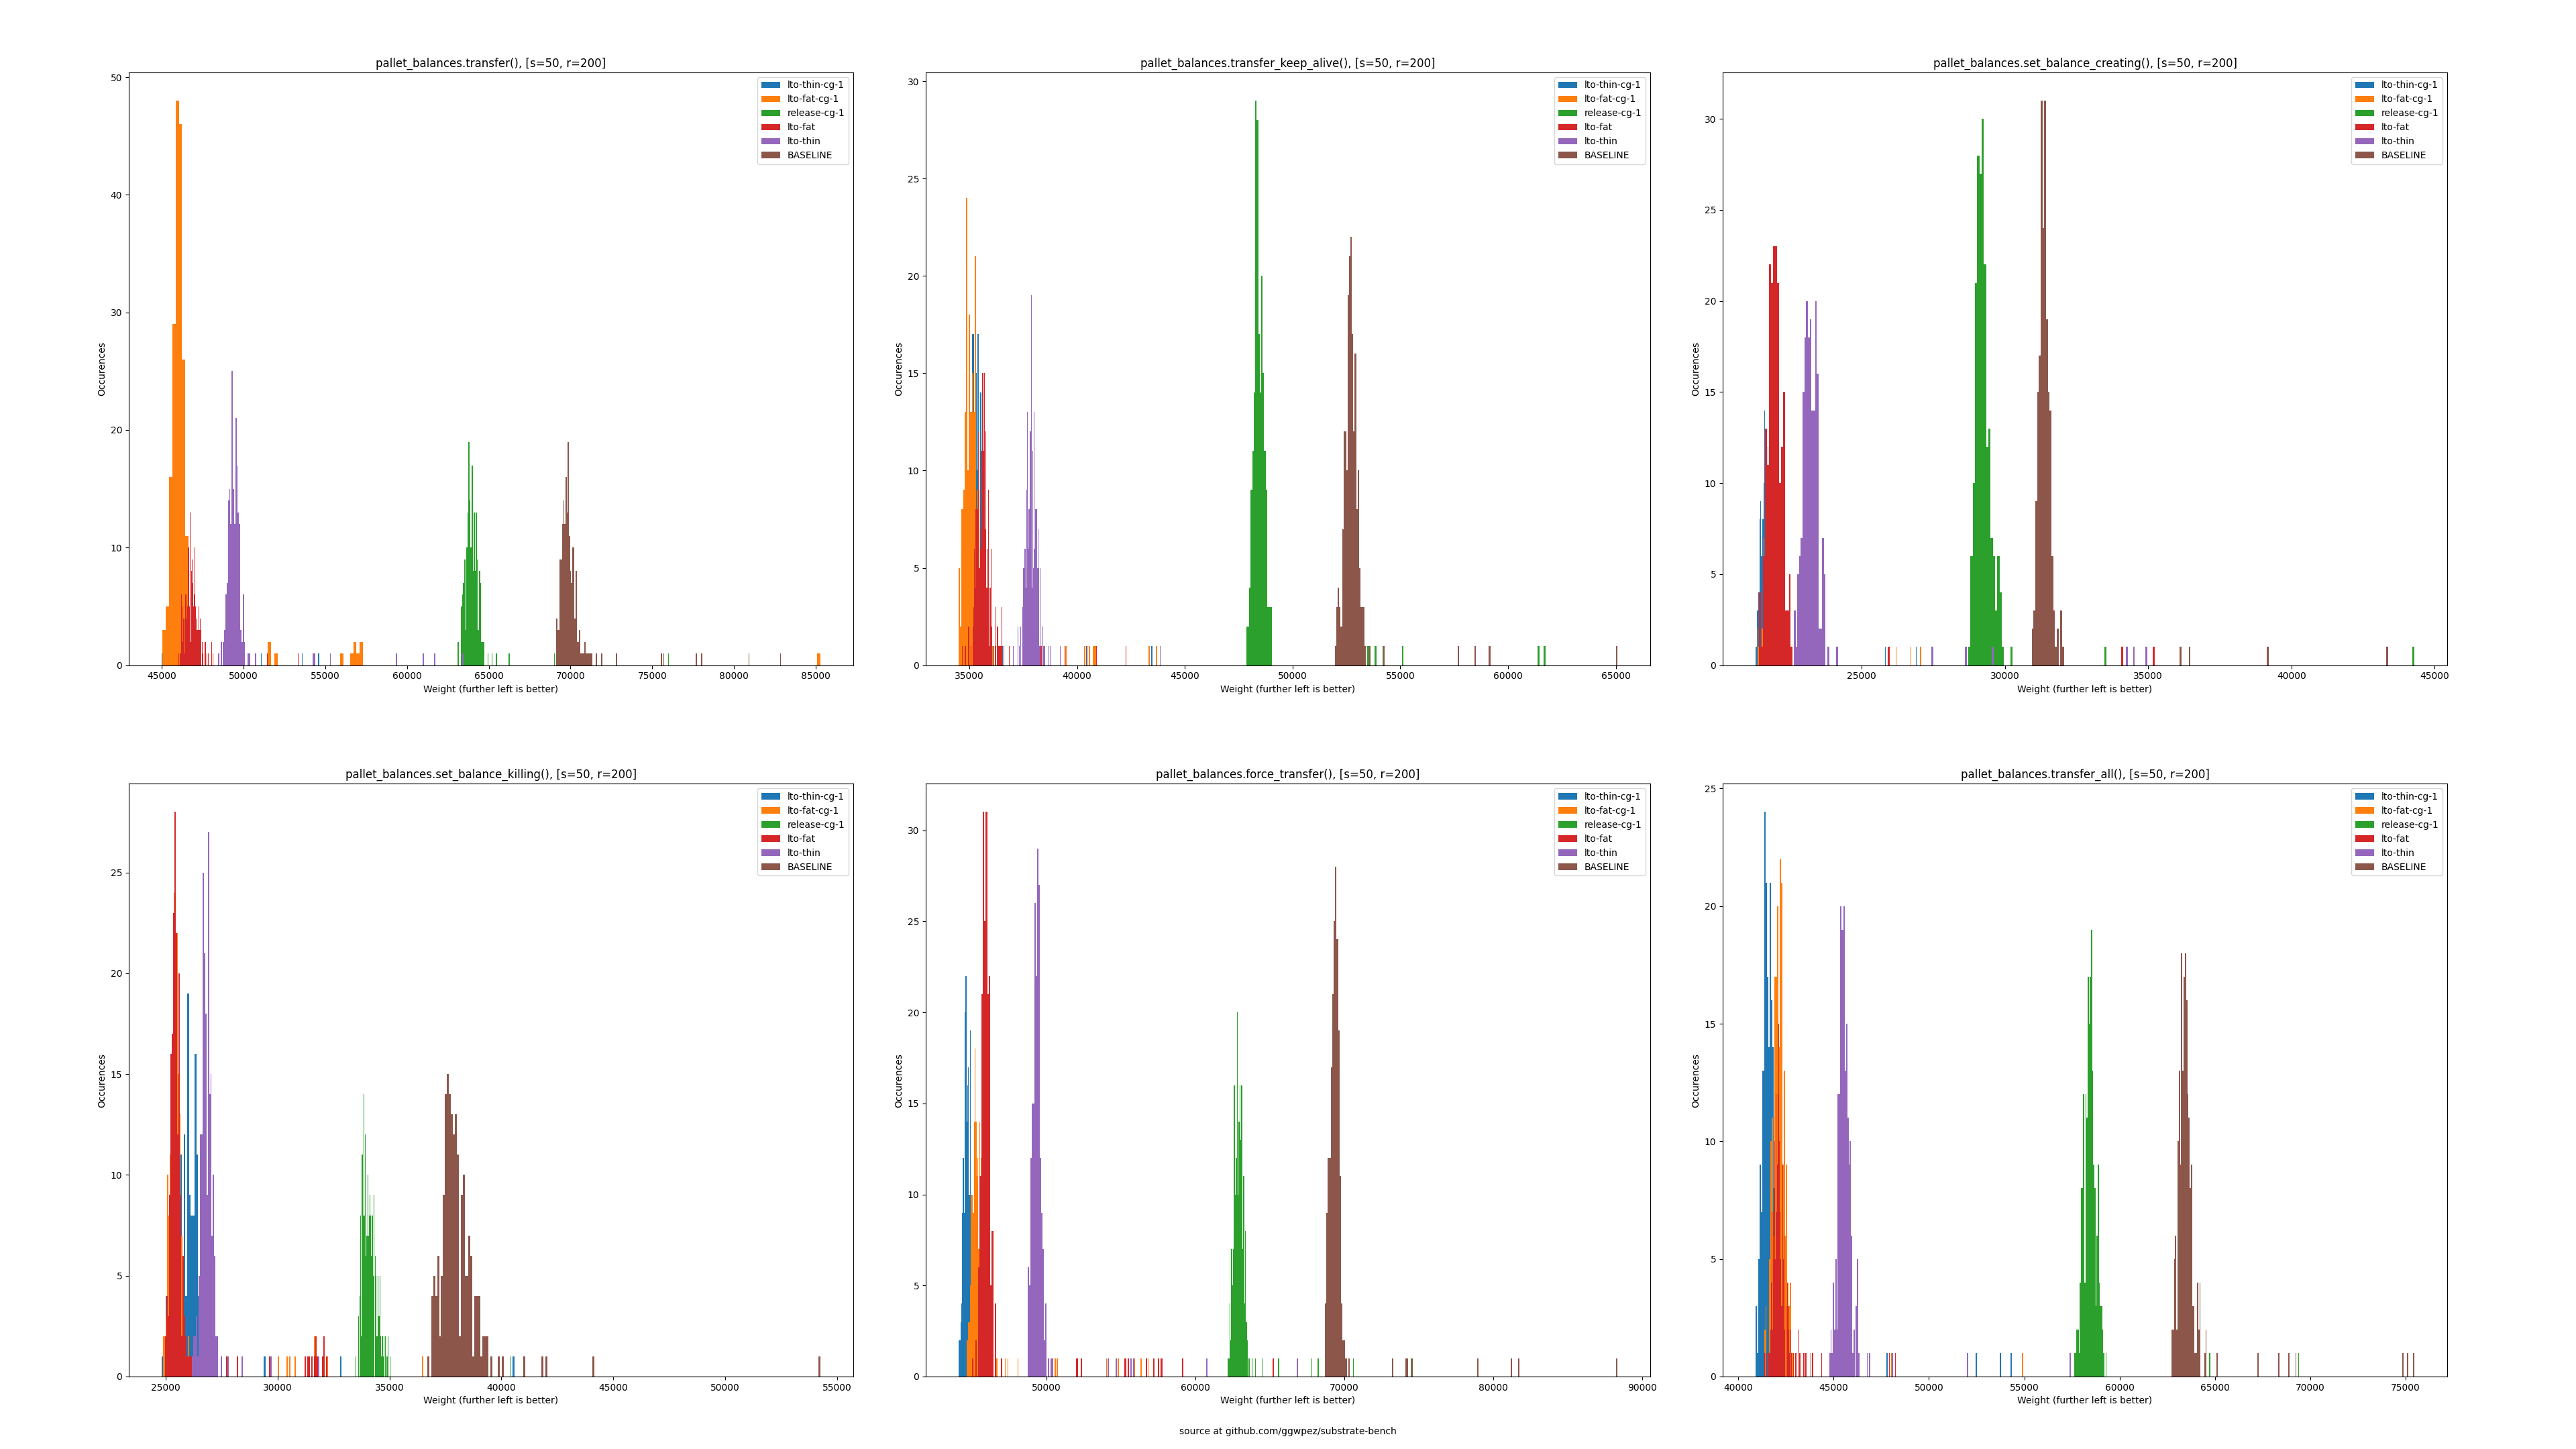 pallet_balances.transfer(), [s=50, r=200]
50
40
30
20
10
0
Occurences
lto-thin-cg-1
lto-fat-cg-1
release-cg-1
lto-fat
lto-thin
BASELINE
45000 50000 55000 60000 65000 70000 75000 80000 85000
Weight (further left is better)
pallet_balances.transfer_keep_alive(), [s=50, r=200]
30
25
20
15
10
5
0
Occurences
lto-thin-cg-1
lto-fat-cg-1
release-cg-1
lto-fat
lto-thin
BASELINE
35000 40000 45000 50000 55000 60000 65000
Weight (further left is better)
pallet_balances.set_balance_creating(), [s=50, r=200]
30
25
20
15
10
5
0
Occurences
lto-thin-cg-1
lto-fat-cg-1
release-cg-1
lto-fat
lto-thin
BASELINE
25000 30000 35000 40000 45000
Weight (further left is better)
pallet_balances.set_balance_killing(), [s=50, r=200]
25
20
15
10
5
0
Occurences
lto-thin-cg-1
lto-fat-cg-1
release-cg-1
lto-fat
lto-thin
BASELINE
25000 30000 35000 40000 45000 50000 55000
Weight (further left is better)
pallet_balances.force_transfer(), [s=50, r=200]
30
25
20
15
10
5
0
Occurences
lto-thin-cg-1
lto-fat-cg-1
release-cg-1
lto-fat
lto-thin
BASELINE
50000 60000 70000 80000 90000
Weight (further left is better)
pallet_balances.transfer_all(), [s=50, r=200]
25
20
15
10
5
0
Occurences
lto-thin-cg-1
lto-fat-cg-1
release-cg-1
lto-fat
lto-thin
BASELINE
40000 45000 50000 55000 60000 65000 70000 75000
Weight (further left is better)
source at github.com/ggwpez/substrate-bench